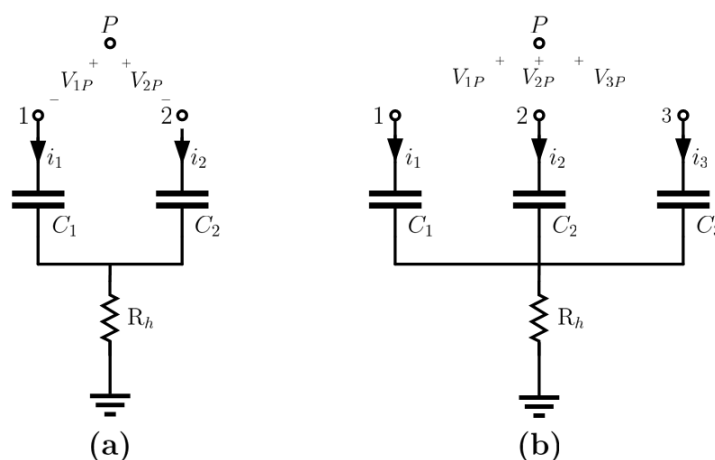 P P
+ + + + +
V1P V2P V1P V2P V3P
- -
1 2 1 2 3
i1 i2 i1 i2 i3
C1 C2 C1 C2 C3
Rh Rh
(a) (b)